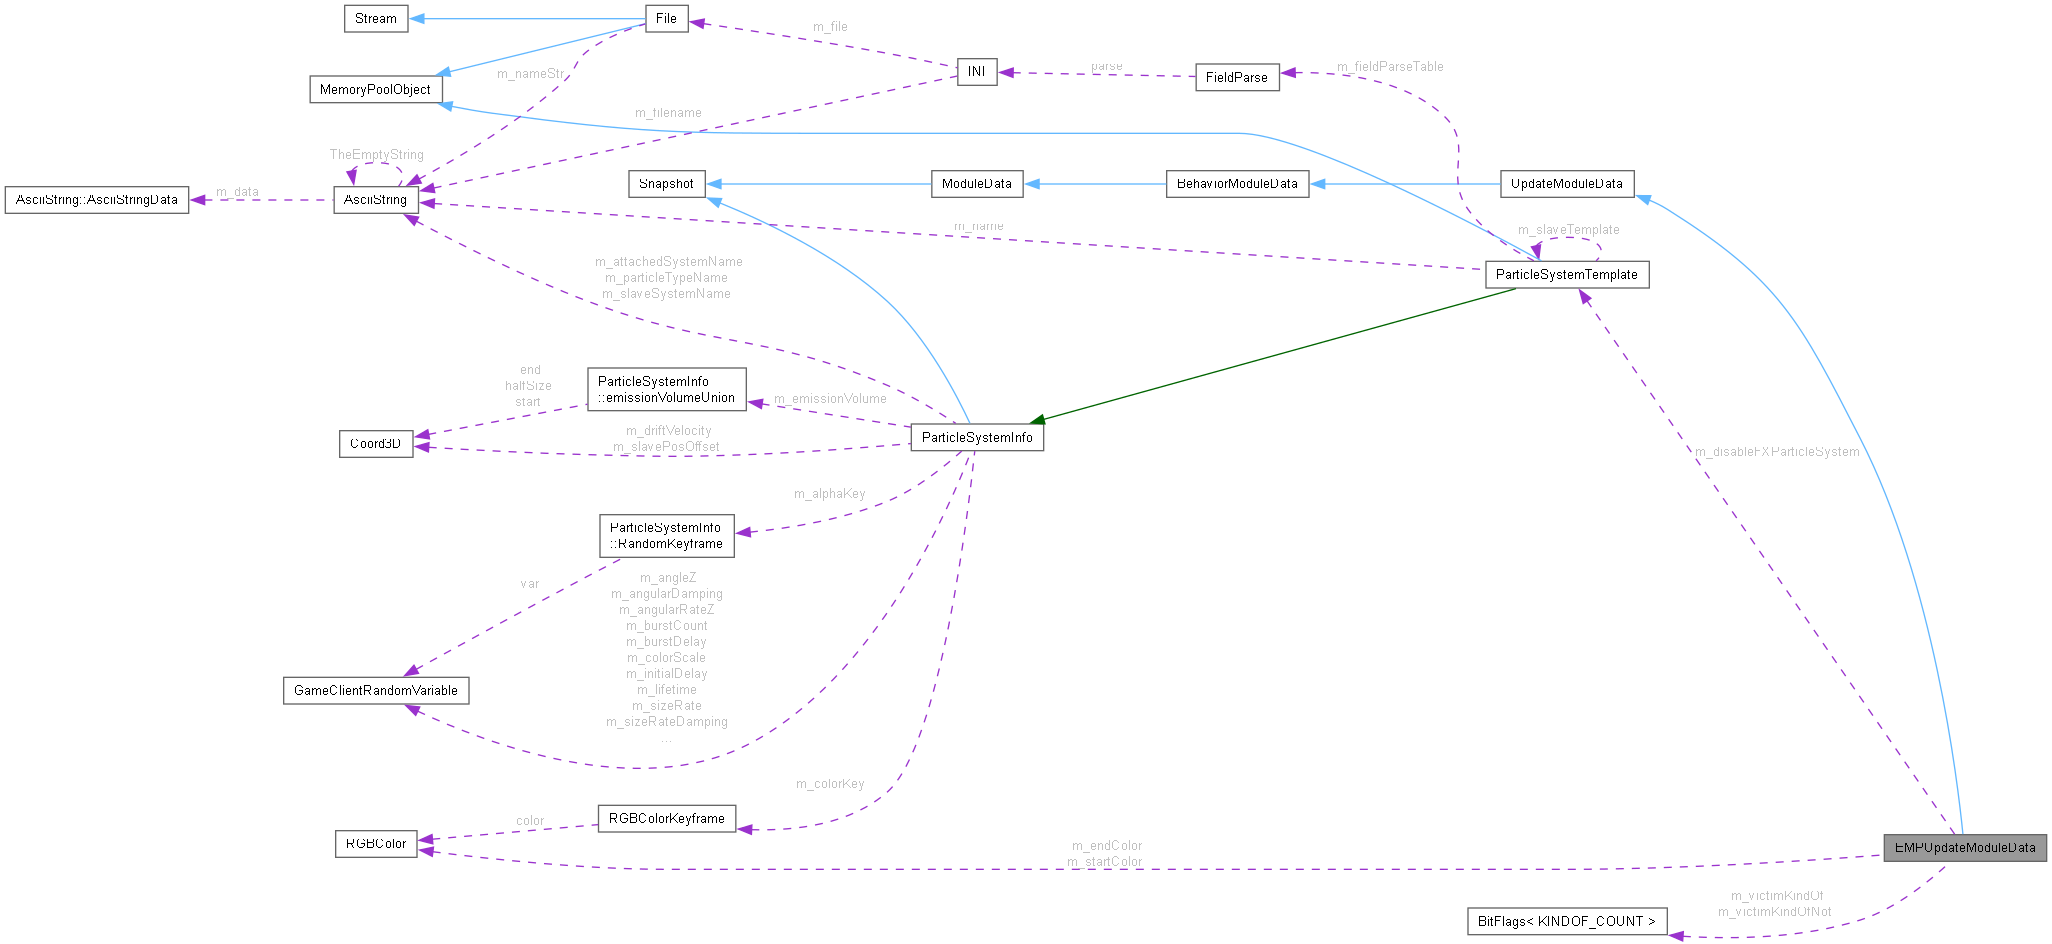 Stream
File
m_file
INI
parse
FieldParse
m_fieldParseTable
m_nameStr
MemoryPoolObject
m_filename
TheEmptyString
AsciiString::AsciiStringData
m_data
AsciiString
Snapshot
ModuleData
BehaviorModuleData
UpdateModuleData
m_name
m_slaveTemplate
ParticleSystemTemplate
m_attachedSystemName
m_particleTypeName
m_slaveSystemName
end
halfSize
start
ParticleSystemInfo
::emissionVolumeUnion
m_emissionVolume
Coord3D
m_driftVelocity
m_slavePosOffset
ParticleSystemInfo
m_disableFXParticleSystem
m_alphaKey
ParticleSystemInfo
::RandomKeyframe
var
m_angleZ
m_angularDamping
m_angularRateZ
m_burstCount
m_burstDelay
m_colorScale
m_initialDelay
m_lifetime
m_sizeRate
m_sizeRateDamping
...
GameClientRandomVariable
m_colorKey
RGBColorKeyframe
color
RGBColor
m_endColor
m_startColor
EMPUpdateModuleData
m_victimKindOf
m_victimKindOfNot
BitFlags< KINDOF_COUNT >